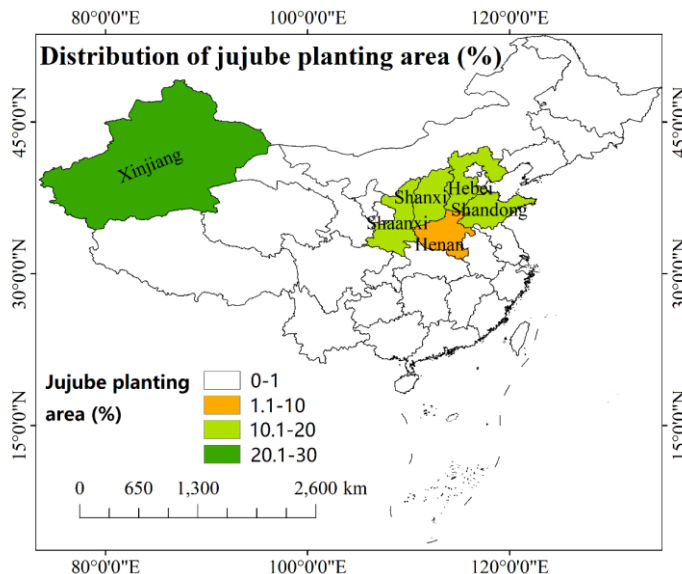 80°0'0"E 100°0'0"E 120°0'0"E
Distribution of jujube planting area (%)
45°0'0"N 45°0'0"N
Xinjiang
Shanxi Hebei
Shandong
Shaanxi
Henan
30°0'0"N 30°0'0"N
Jujube planting
area (%)
0-1
1.1-10
10.1-20
20.1-30
15°0'0"N 15°0'0"N
0 650 1,300 2,600 km
80°0'0"E 100°0'0"E 120°0'0"E